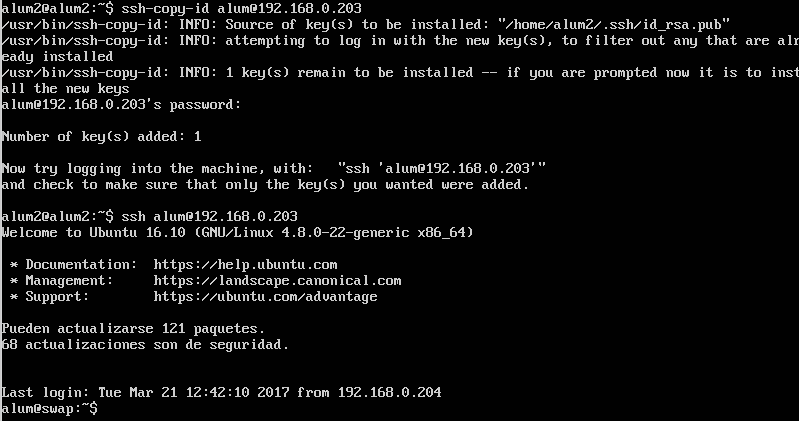 alum2@alum2:~$ ssh-copy-id alum@192.168.0.203
/usr/bin/ssh-copy-id: INFO: Source of key(s) to be installed: "/home/alum2/.ssh/id_rsa.pub"
/usr/bin/ssh-copy-id: INFO: attempting to log in with the new key(s), to filter out any that are alr
eady installed
/usr/bin/ssh-copy-id: INFO: 1 key(s) remain to be installed -- if you are prompted now it is to inst
all the new keys
alum@192.168.0.203's password:
Number of key(s) added: 1
Now try logging into the machine, with:   "ssh 'alum@192.168.0.203'"
and check to make sure that only the key(s) you wanted were added.
alum2@alum2:~$ ssh alum@192.168.0.203
Welcome to Ubuntu 16.10 (GNU/Linux 4.8.0-22-generic x86_64)
 * Documentation:  https://help.ubuntu.com
 * Management:     https://landscape.canonical.com
 * Support:        https://ubuntu.com/advantage
Pueden actualizarse 121 paquetes.
68 actualizaciones son de seguridad.
Last login: Tue Mar 21 12:42:10 2017 from 192.168.0.204
alum@swap:~$